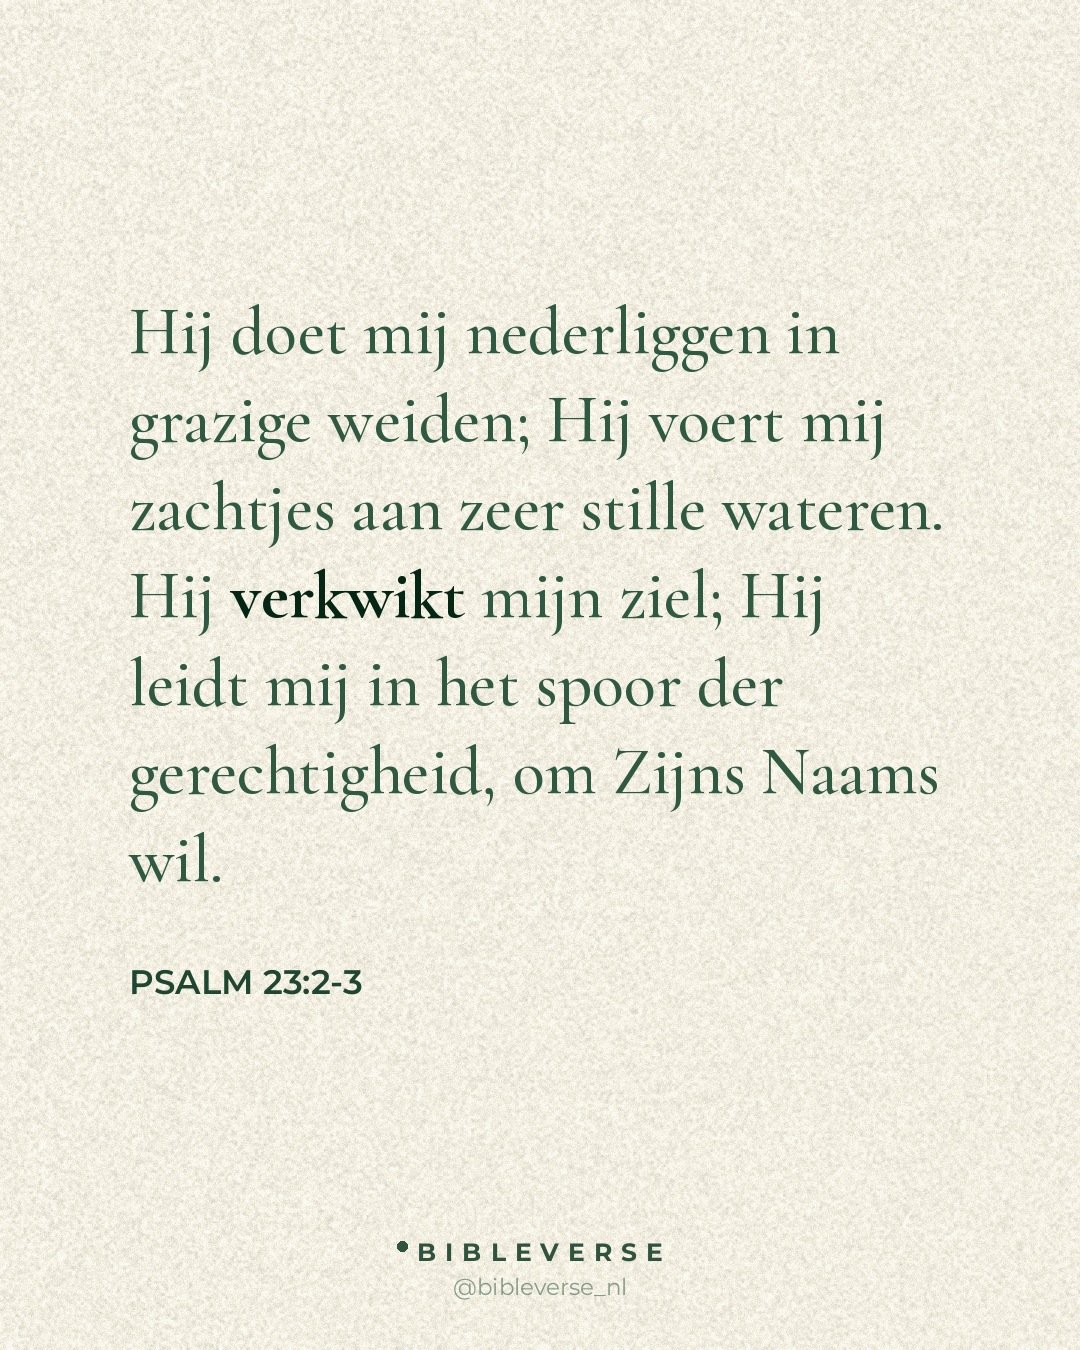 Hij doet mij nederliggen in
grazige weiden; Hij voert mij
zachtjes aan zeer stille wateren.
Hij verkwikt mijn ziel; Hij
leidt mij in het spoor der
gerechtigheid, om Zijns Naams
wil.
PSALM 23:2-3
BIBLEVERSE
@bibleverse_nl